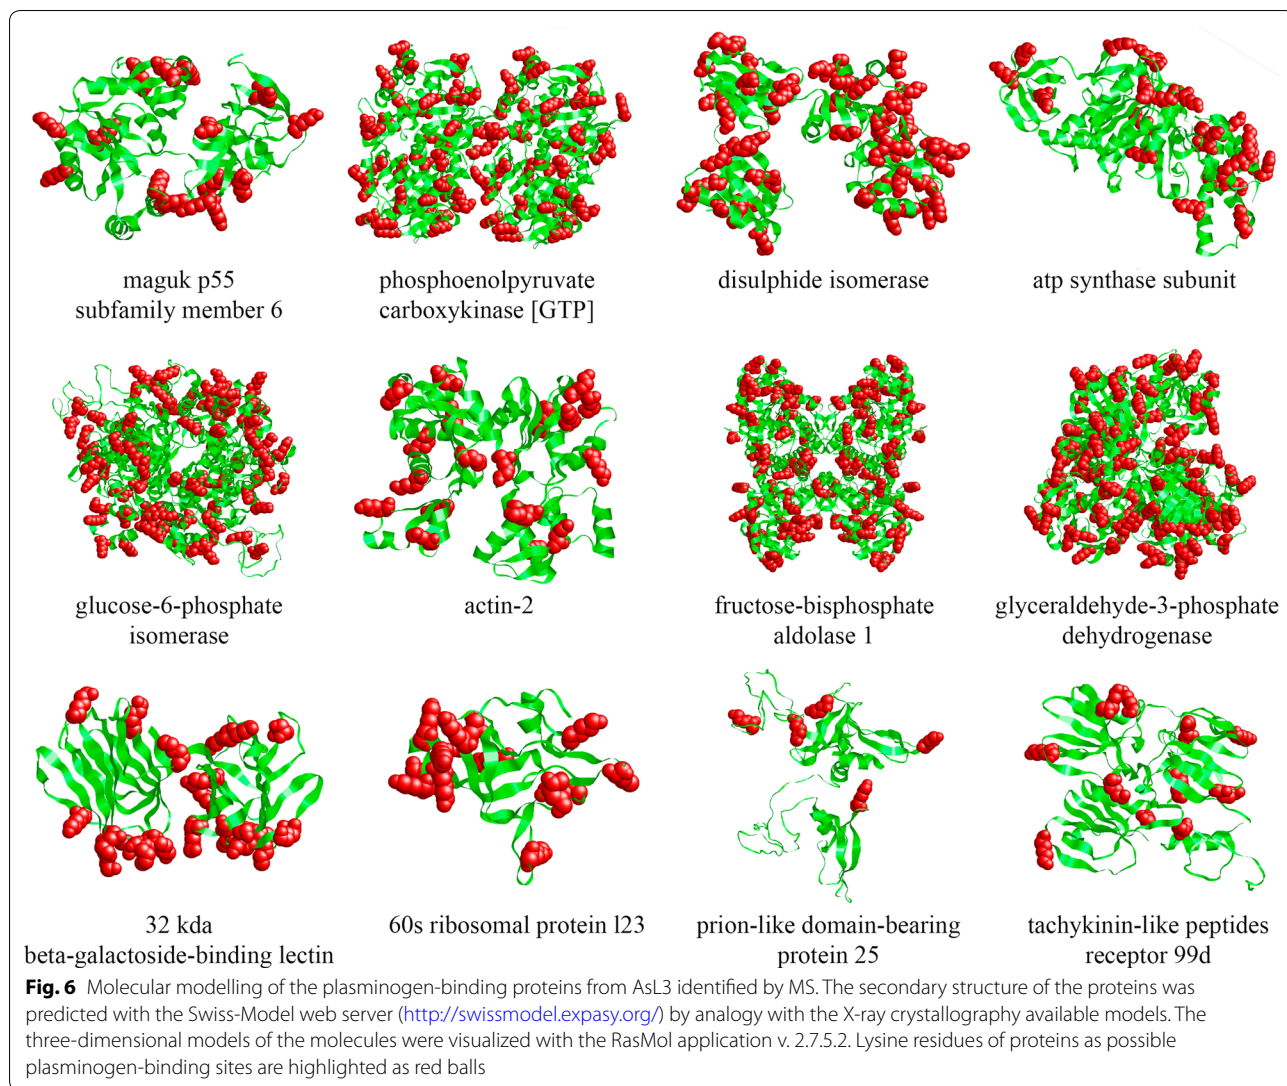 maguk p55
subfamily member 6
phosphoenolpyruvate
carboxykinase [GTP]
disulphide isomerase
atp synthase subunit
glucose-6-phosphate
isomerase
actin-2
fructose-bisphosphate
aldolase 1
glyceraldehyde-3-phosphate
dehydrogenase
32 kda
beta-galactoside-binding lectin
60s ribosomal protein l23
prion-like domain-bearing
protein 25
tachykinin-like peptides
receptor 99d
Fig. 6 Molecular modelling of the plasminogen-binding proteins from AsL3 identified by MS. The secondary structure of the proteins was
predicted with the Swiss-Model web server (http://swissmodel.expasy.org/) by analogy with the X-ray crystallography available models. The
three-dimensional models of the molecules were visualized with the RasMol application v. 2.7.5.2. Lysine residues of proteins as possible
plasminogen-binding sites are highlighted as red balls